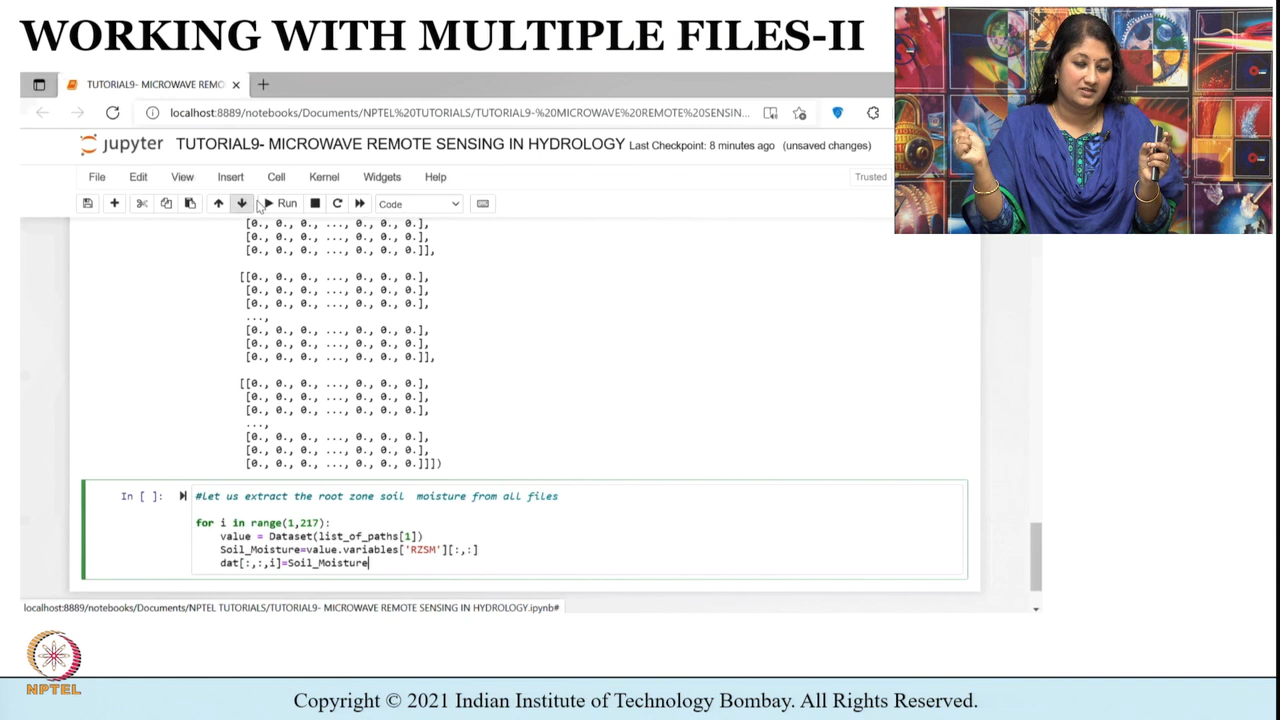 WORKING WITH MULTIPLE FILES-II
TUTORIAL9- MICROWAVE REMO
localhost:8889/notebooks/Documents/NPTEL%20TUTORIALS/TUTORIAL9-%20MICROWAVE%20REMOTE%20SENSIN...
jupyter TUTORIAL9- MICROWAVE REMOTE SENSING IN HYDROLOGY Last Checkpoint: 8 minutes ago (unsaved changes)
File Edit View Insert Cell Kernel Widgets Help Trusted
Run Code
[0., 0., 0., ..., 0., 0., 0.],
[0., 0., 0., ..., 0., 0., 0.],
[0., 0., 0., ..., 0., 0., 0.]],
[[0., 0., 0., ..., 0., 0., 0.],
[0., 0., 0., ..., 0., 0., 0.],
[0., 0., 0., ..., 0., 0., 0.],
...,
[0., 0., 0., ..., 0., 0., 0.],
[0., 0., 0., ..., 0., 0., 0.],
[0., 0., 0., ..., 0., 0., 0.]],
[[0., 0., 0., ..., 0., 0., 0.],
[0., 0., 0., ..., 0., 0., 0.],
[0., 0., 0., ..., 0., 0., 0.],
...,
[0., 0., 0., ..., 0., 0., 0.],
[0., 0., 0., ..., 0., 0., 0.],
[0., 0., 0., ..., 0., 0., 0.]]])
In [ ]: #Let us extract the root zone soil moisture from all files
for i in range(1,217):
value = Dataset(list_of_paths[1])
Soil_Moisture=value.variables['RZSM'][:,:]
dat[:,:,i]=Soil_Moisture
localhost:8889/notebooks/Documents/NPTEL TUTORIALS/TUTORIAL9- MICROWAVE REMOTE SENSING IN HYDROLOGY.ipynb#
NPTEL
Copyright © 2021 Indian Institute of Technology Bombay. All Rights Reserved.